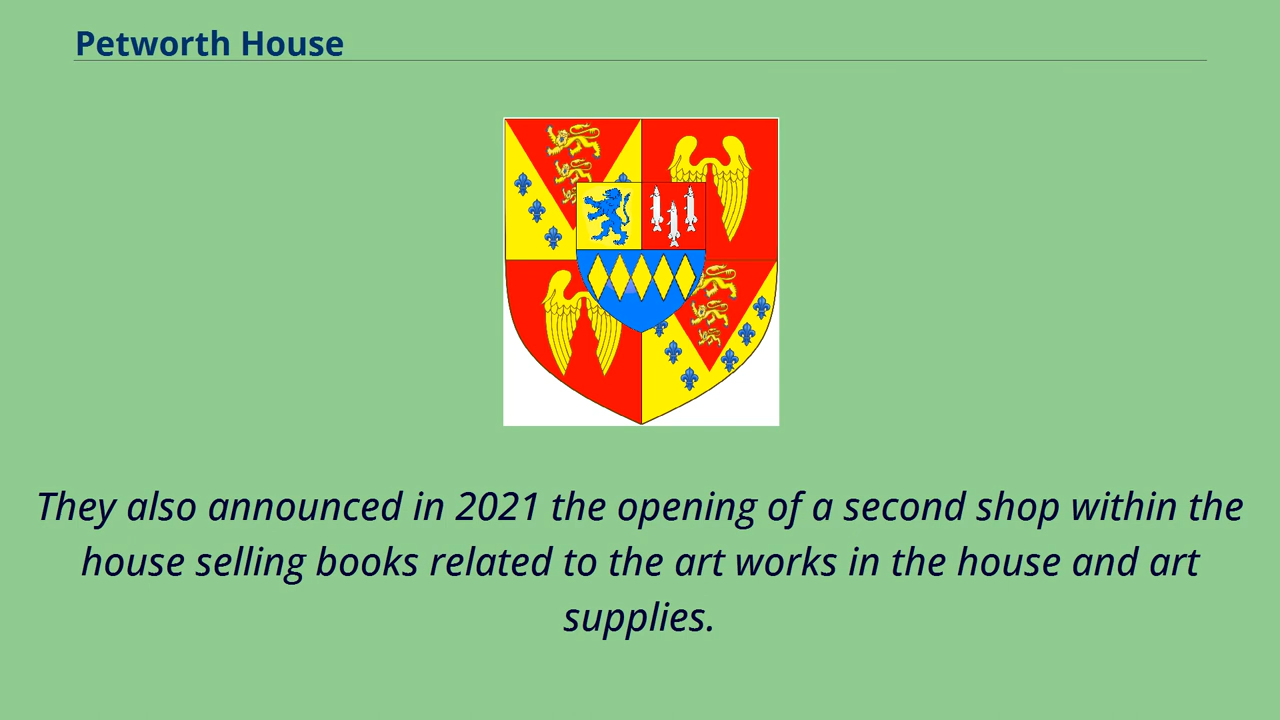 Petworth House
They also announced in 2021 the opening of a second shop within the
house selling books related to the art works in the house and art
supplies.